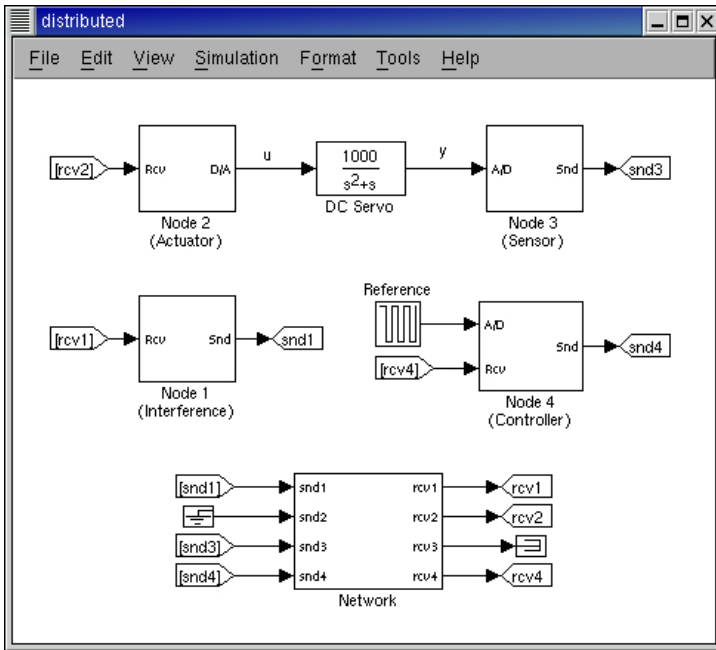 distributed
File Edit View Simulation Format Tools Help
[rcv2] Rcv D/A u 1000 y A/D Snd snd3
s²+s
DC Servo
Node 2 Node 3
(Actuator) (Sensor)
Reference
[rcv1] Rcv Snd snd1 A/D
[rcv4] Rcv Snd snd4
Node 1 Node 4
(Interference) (Controller)
[snd1] snd1 rcv1 rcv1
snd2 rcv2 rcv2
[snd3] snd3 rcv3
[snd4] snd4 rcv4 rcv4
Network